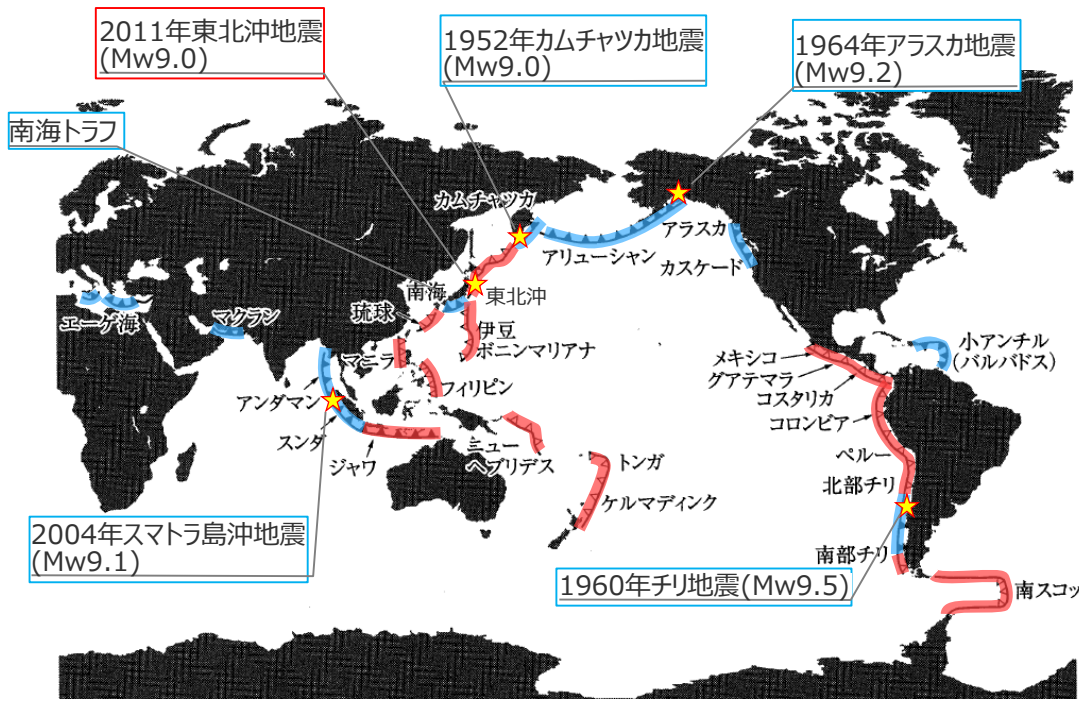 2011年東北沖地震
(Mw9.0)
1952年カムチャツカ地震
(Mw9.0)
1964年アラスカ地震
(Mw9.2)
南海トラフ
カムチャツカ
アラスカ
アリューシャン
カスケード
東北沖
南海
琉球
エーゲ海
マクラン
伊豆
ボニンマリアナ
マニラ
フィリピン
アンダマン
スンダ
ジャワ
ニュー
ヘブリデス
トンガ
ケルマディンク
メキシコ
グアテマラ
コスタリカ
コロンビア
小アンチル
(バルバドス)
ペルー
北部チリ
南部チリ
南スコッ
2004年スマトラ島沖地震
(Mw9.1)
1960年チリ地震(Mw9.5)